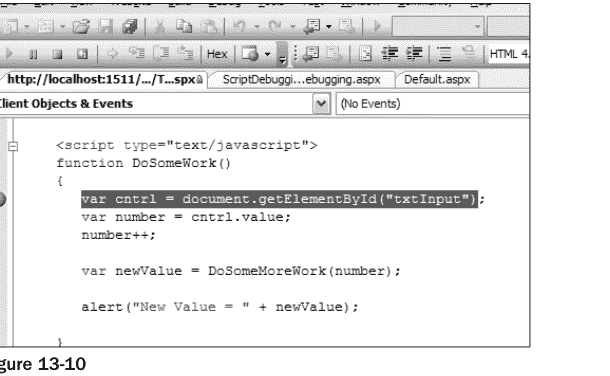 Hex
HTML 4.
http://localhost:1511/.../T...spx
ScriptDebuggi...ebugging.aspx
Default.aspx
Client Objects & Events
(No Events)
<script type="text/javascript">
function DoSomeWork()
{
var cntrl = document.getElementById("txtInput");
var number = cntrl.value;
number++;
var newValue = DoSomeMoreWork(number);
alert("New Value = " + newValue);
}
gure 13-10